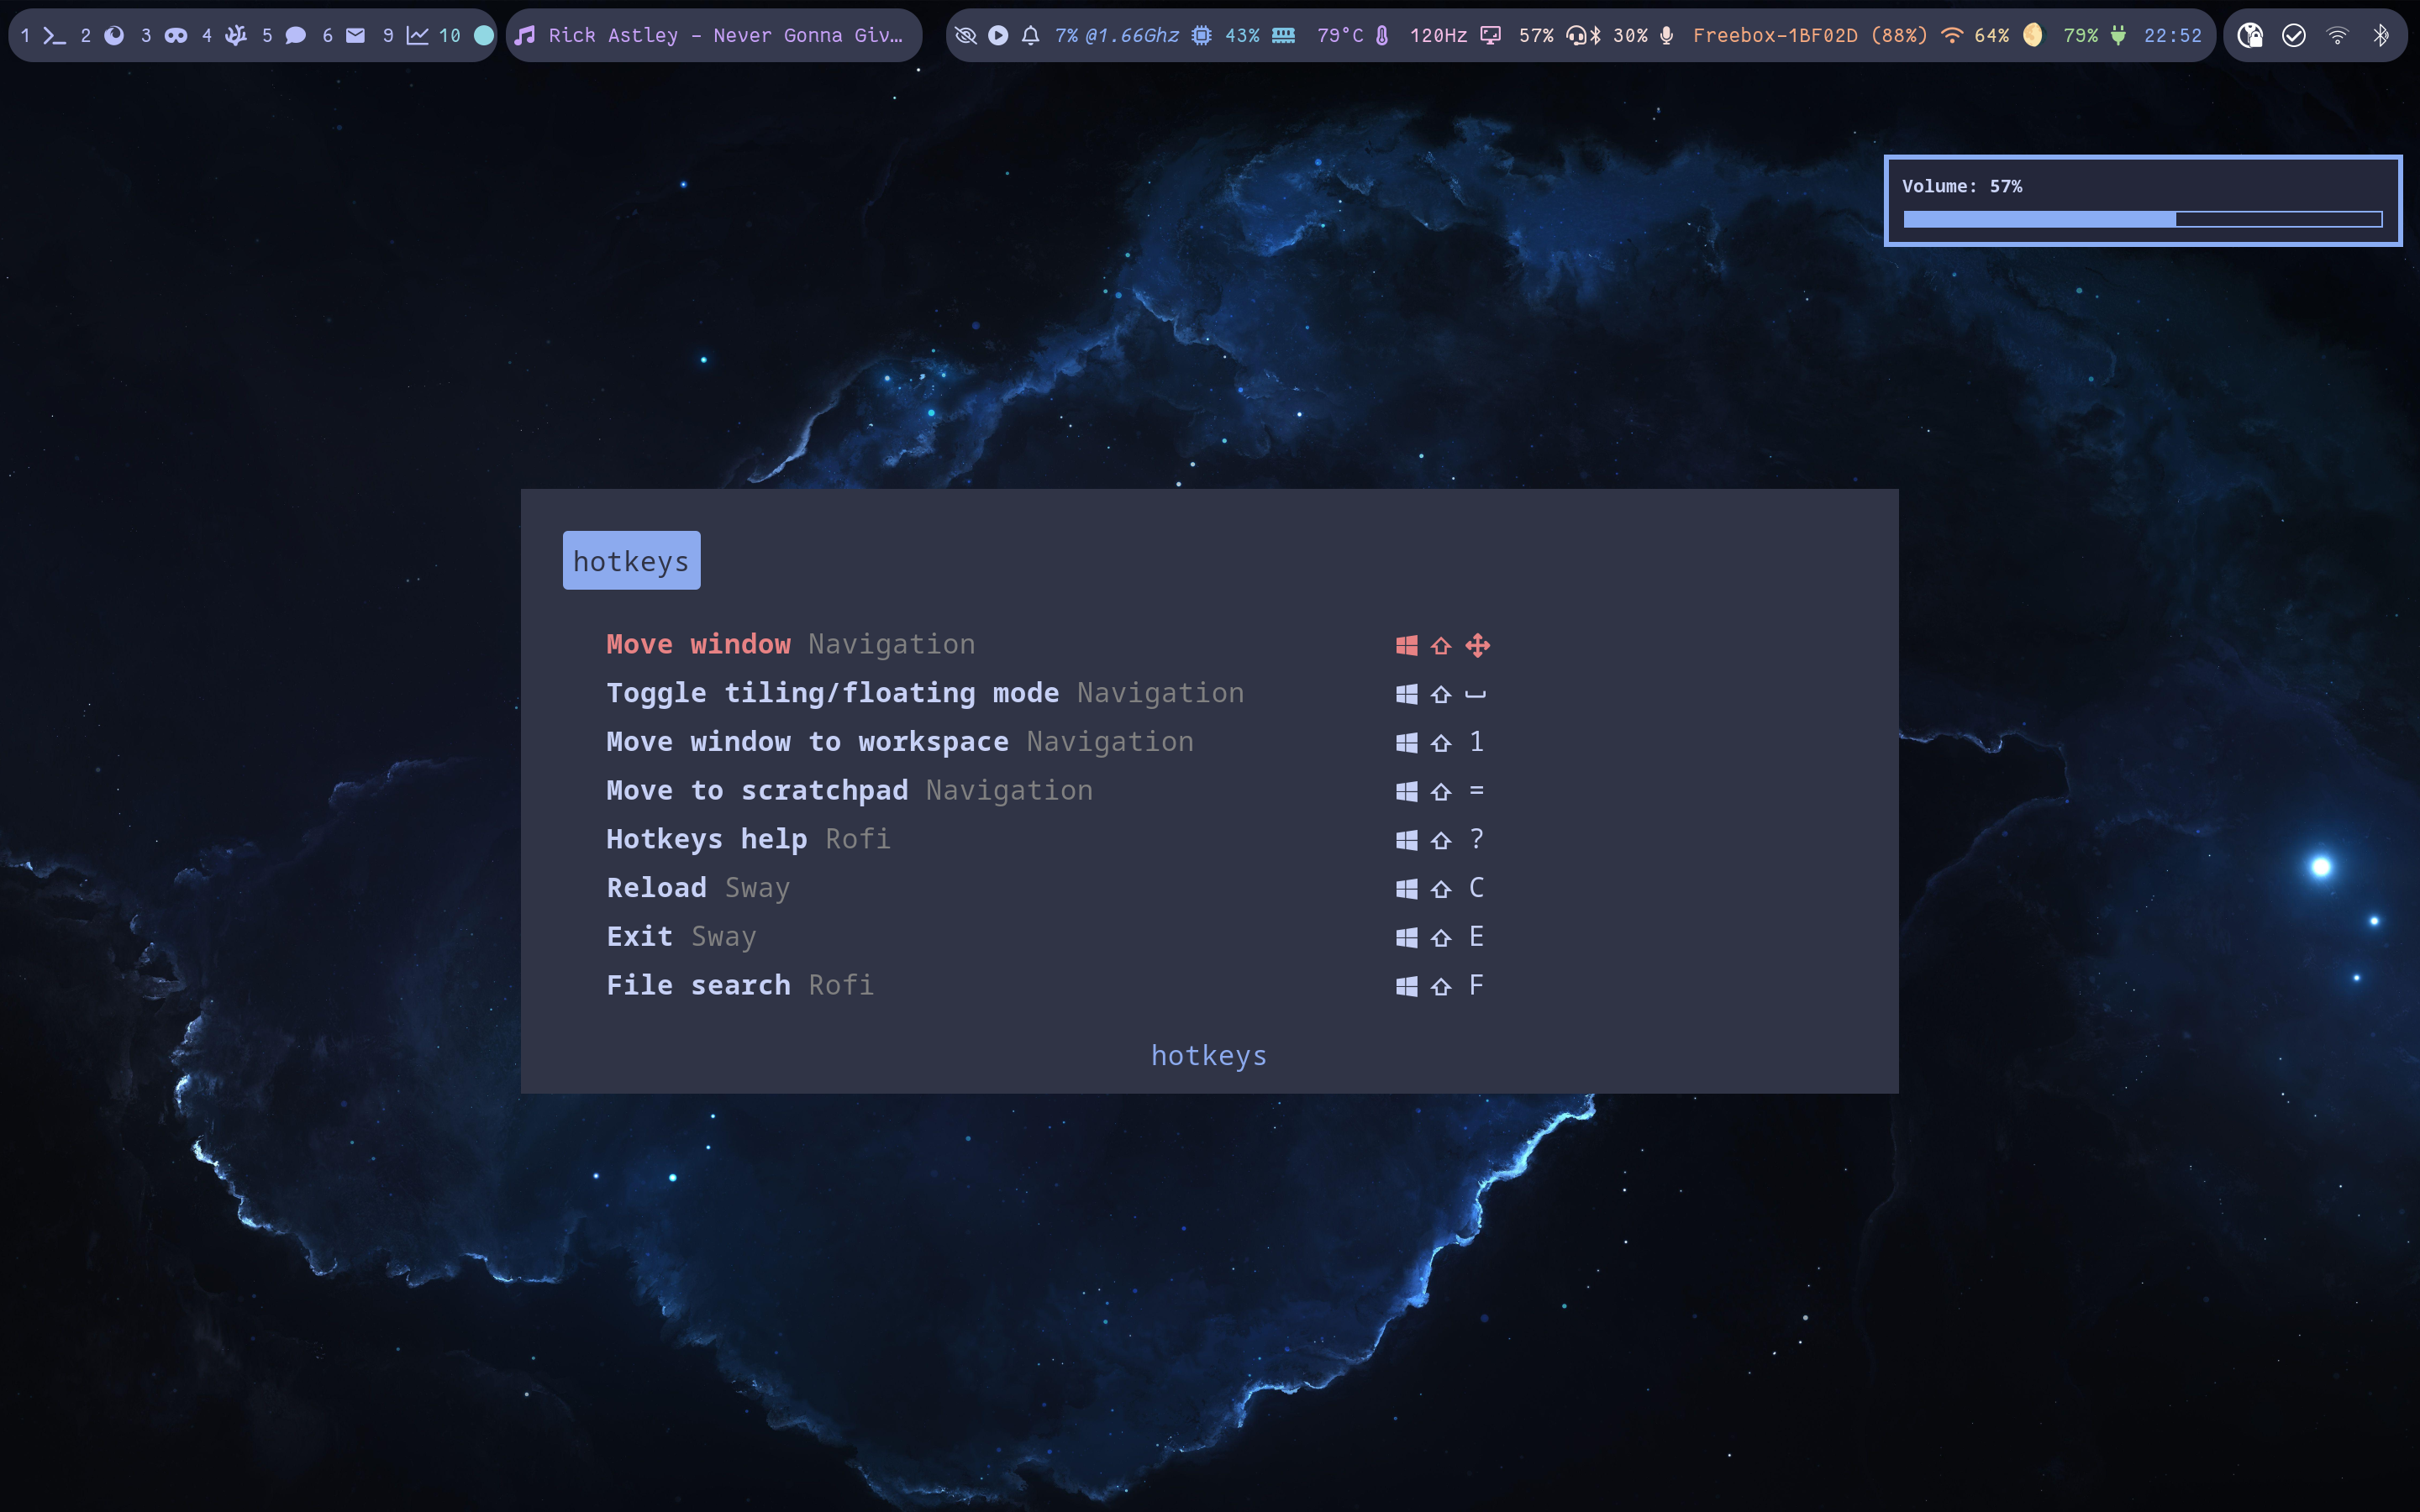 1 2 3 4 5 6 9 10 Rick Astley – Never Gonna Giv… 7% @1.66Ghz 43% 79°C 120Hz 57% 30% Freebox-1BF02D (88%) 64% 79% 22:52
Volume: 57%
hotkeys
Move window Navigation
Toggle tiling/floating mode Navigation
Move window to workspace Navigation 1
Move to scratchpad Navigation =
Hotkeys help Rofi ?
Reload Sway C
Exit Sway E
File search Rofi F
hotkeys